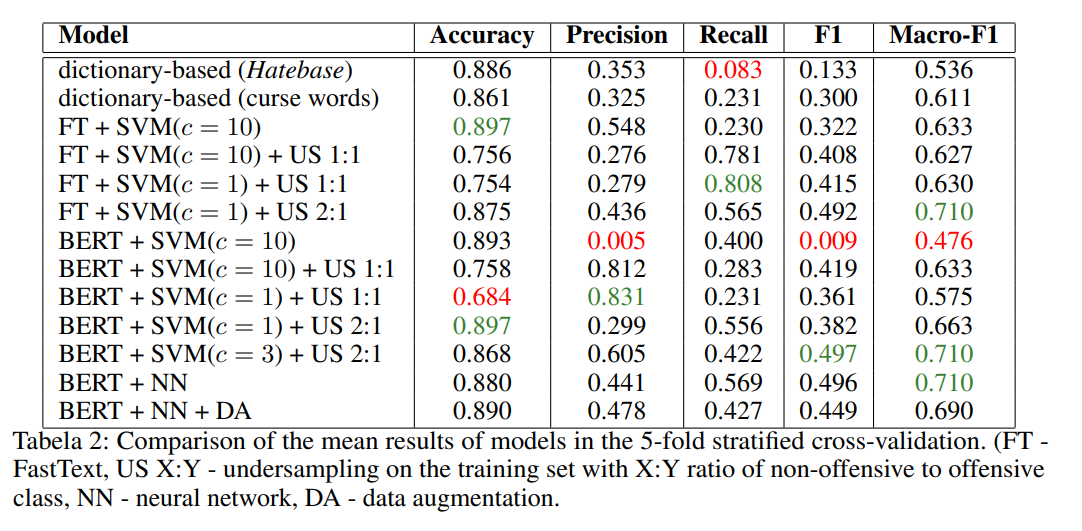 Model Accuracy Precision Recall F1 Macro-F1
dictionary-based (Hatebase) 0.886 0.353 0.083 0.133 0.536
dictionary-based (curse words) 0.861 0.325 0.231 0.300 0.611
FT + SVM(c = 10) 0.897 0.548 0.230 0.322 0.633
FT + SVM(c = 10) + US 1:1 0.756 0.276 0.781 0.408 0.627
FT + SVM(c = 1) + US 1:1 0.754 0.279 0.808 0.415 0.630
FT + SVM(c = 1) + US 2:1 0.875 0.436 0.565 0.492 0.710
BERT + SVM(c = 10) 0.893 0.005 0.400 0.009 0.476
BERT + SVM(c = 10) + US 1:1 0.758 0.812 0.283 0.419 0.633
BERT + SVM(c = 1) + US 1:1 0.684 0.831 0.231 0.361 0.575
BERT + SVM(c = 1) + US 2:1 0.897 0.299 0.556 0.382 0.663
BERT + SVM(c = 3) + US 2:1 0.868 0.605 0.422 0.497 0.710
BERT + NN 0.880 0.441 0.569 0.496 0.710
BERT + NN + DA 0.890 0.478 0.427 0.449 0.690
Tabela 2: Comparison of the mean results of models in the 5-fold stratified cross-validation. (FT -
FastText, US X:Y - undersampling on the training set with X:Y ratio of non-offensive to offensive
class, NN - neural network, DA - data augmentation.